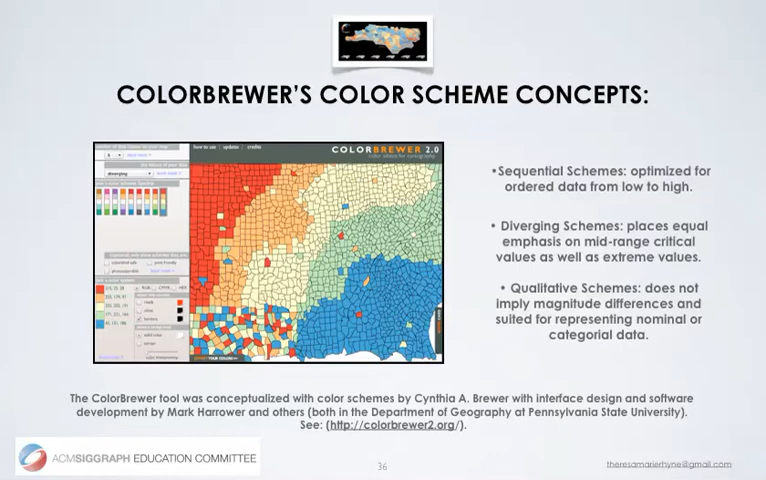 COLORBREWER'S COLOR SCHEME CONCEPTS:
how to use | updates | credits
COLORBREWER 2.0
color advice for cartography
diverging
•Sequential Schemes: optimized for
ordered data from low to high.
• Diverging Schemes: places equal
emphasis on mid-range critical
values as well as extreme values.
• Qualitative Schemes: does not
imply magnitude differences and
suited for representing nominal or
categorial data.
The ColorBrewer tool was conceptualized with color schemes by Cynthia A. Brewer with interface design and software
development by Mark Harrower and others (both in the Department of Geography at Pennsylvania State University).
See: (http://colorbrewer2.org/).
ACMSIGGRAPH EDUCATION COMMITTEE
36
theresamarierhyne@gmail.com